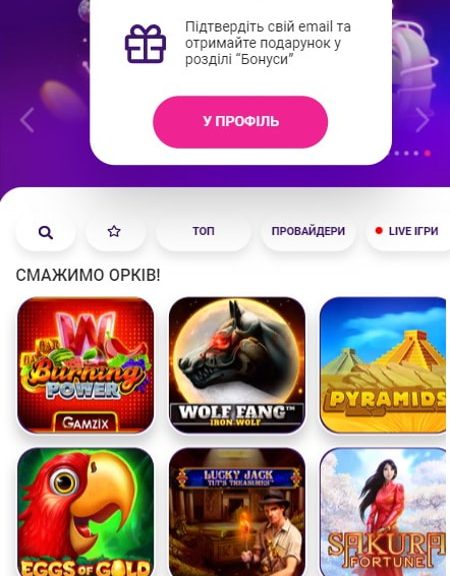 Підтвердіть свій email та
отримайте подарунок у
розділі “Бонуси”
У ПРОФІЛЬ
ТОП
ПРОВАЙДЕРИ
LIVE ІГРИ
СМАЖИМО ОРКІВ!
Burning
POWER
GAMZIX
WOLF FANG™
IRON WOLF
PYRAMIDS
EGGS OF GOLD
LUCKY JACK
TUT'S TREASURES
SAKURA
FORTUNE